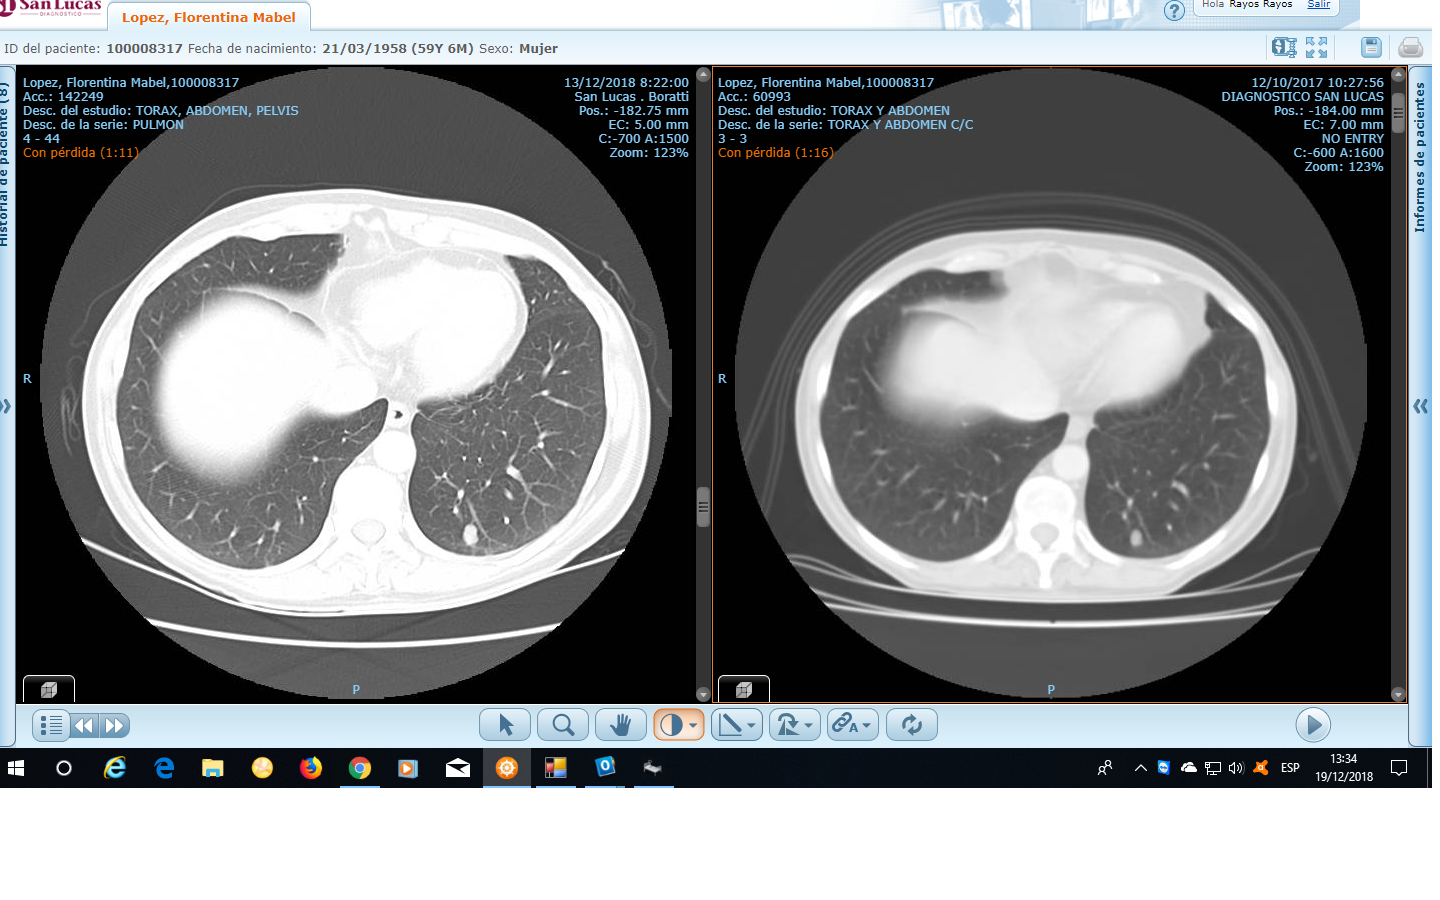 San Lucas
DIAGNOSTICO
Lopez, Florentina Mabel
? Hola Rayos Rayos Salir
ID del paciente: 100008317 Fecha de nacimiento: 21/03/1958 (59Y 6M) Sexo: Mujer
Historial de paciente (8)
Lopez, Florentina Mabel,100008317
Acc.: 142249
Desc. del estudio: TORAX, ABDOMEN, PELVIS
Desc. de la serie: PULMON
4 - 44
Con pérdida (1:11)
13/12/2018 8:22:00
San Lucas . Boratti
Pos.: -182.75 mm
EC: 5.00 mm
C:-700 A:1500
Zoom: 123%
R
P
Lopez, Florentina Mabel,100008317
Acc.: 60993
Desc. del estudio: TORAX Y ABDOMEN
Desc. de la serie: TORAX Y ABDOMEN C/C
3 - 3
Con pérdida (1:16)
12/10/2017 10:27:56
DIAGNOSTICO SAN LUCAS
Pos.: -184.00 mm
EC: 7.00 mm
NO ENTRY
C:-600 A:1600
Zoom: 123%
R
P
Informes de pacientes
A
ESP
13:34
19/12/2018